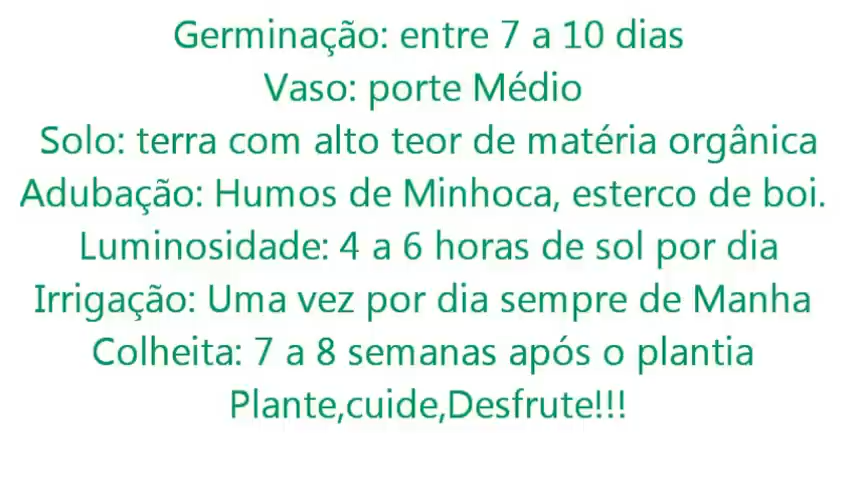 Germinação: entre 7 a 10 dias
Vaso: porte Médio
Solo: terra com alto teor de matéria orgânica
Adubação: Humos de Minhoca, esterco de boi.
Luminosidade: 4 a 6 horas de sol por dia
Irrigação: Uma vez por dia sempre de Manha
Colheita: 7 a 8 semanas após o plantia
Plante,cuide,Desfrute!!!